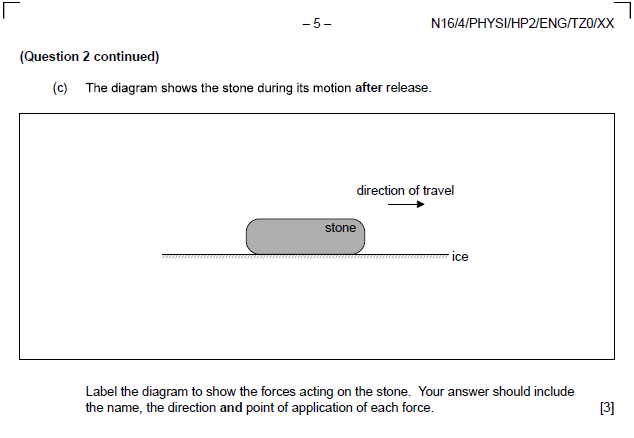 – 5 –
N16/4/PHYSI/HP2/ENG/TZ0/XX
(Question 2 continued)
(c) The diagram shows the stone during its motion after release.
direction of travel
stone
ice
Label the diagram to show the forces acting on the stone. Your answer should include
the name, the direction and point of application of each force. [3]